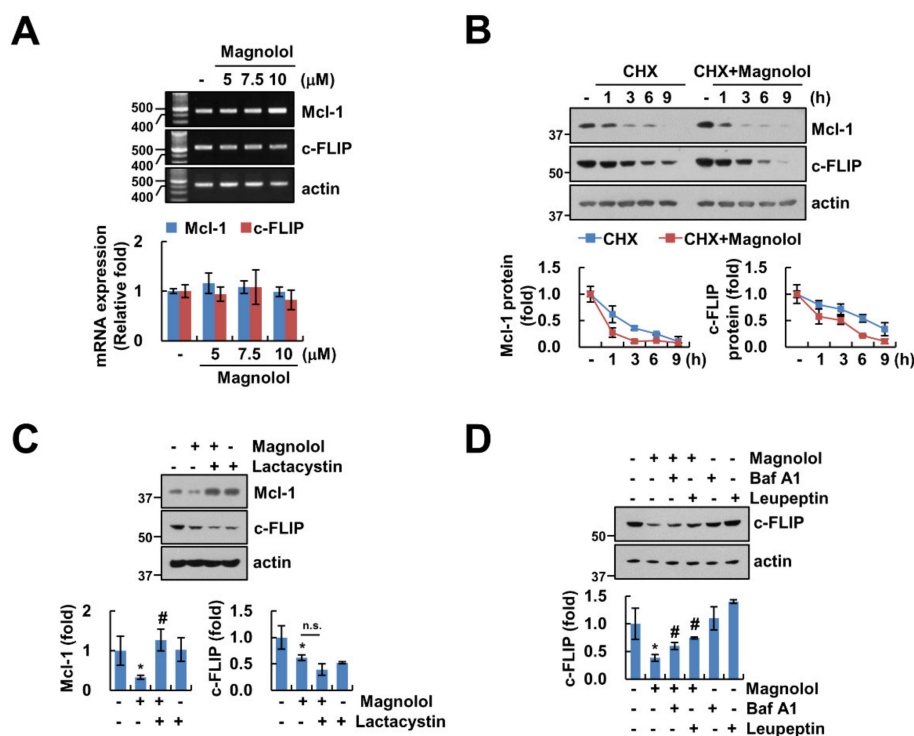 A
Magnolol
- 5 7.5 10 (μM)
500
400
Mcl-1
500
400
c-FLIP
500
400
actin
Mcl-1 c-FLIP
mRNA expression
(Relative fold)
2
1
0
- 5 7.5 10 (μM)
Magnolol
B
CHX CHX+Magnolol
- 1 3 6 9 - 1 3 6 9 (h)
37
Mcl-1
50
c-FLIP
37
actin
CHX CHX+Magnolol
Mcl-1 protein
(fold)
1.5
1.0
0.5
0.0
- 1 3 6 9 (h)
c-FLIP
protein (fold)
1.5
1.0
0.5
0.0
- 1 3 6 9 (h)
C
- + + - Magnolol
- - + + Lactacystin
37
Mcl-1
50
c-FLIP
37
actin
Mcl-1 (fold)
2
1
0
* #
c-FLIP (fold)
1.5
1.0
0.5
0.0
n.s.
*
- + + - - + + - Magnolol
- - + + - - + + Lactacystin
D
- + + + - - Magnolol
- - + - + - Baf A1
- - - + - + Leupeptin
50
c-FLIP
37
actin
c-FLIP (fold)
1.5
1.0
0.5
0.0
* # #
- + + + - - Magnolol
- - + - + - Baf A1
- - - + - + Leupeptin